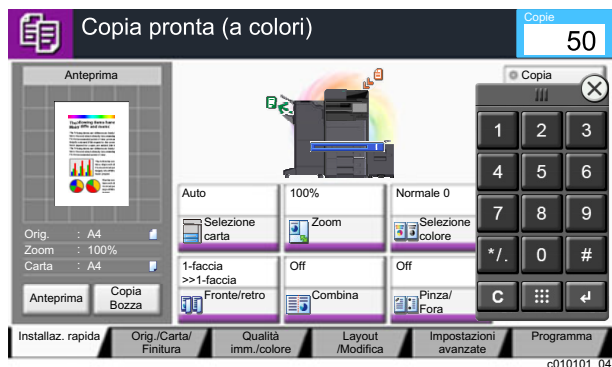 Copia pronta (a colori)
Copie
50
Anteprima
Copia
Orig. : A4
Zoom : 100%
Carta : A4
Anteprima
Copia
Bozza
Auto
Selezione
carta
100%
Zoom
Normale 0
Selezione
colore
1-faccia
>>1-faccia
Fronte/retro
Off
Combina
Off
Pinza/
Fora
1 2 3
4 5 6
7 8 9
*/. 0 #
C
Installaz. rapida
Orig./Carta/
Finitura
Qualità
imm./colore
Layout
/Modifica
Impostazioni
avanzate
Programma
c010101_04